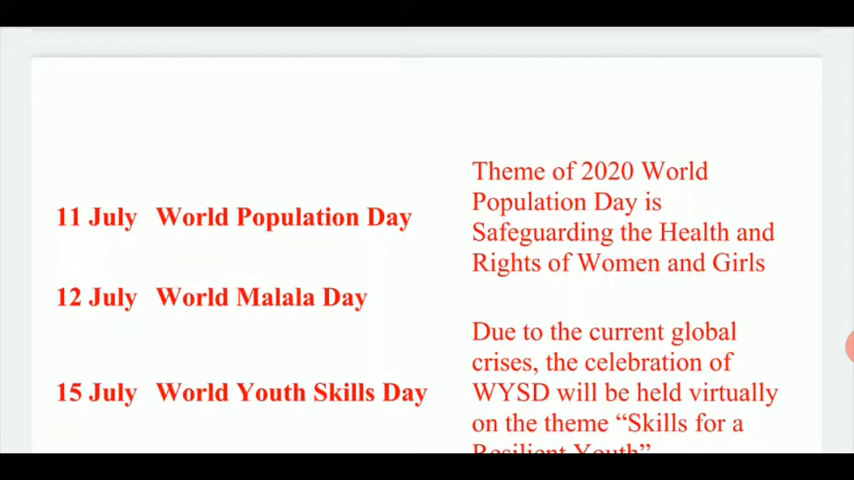 Theme of 2020 World
Population Day is
11 July World Population Day
Safeguarding the Health and
Rights of Women and Girls
12 July World Malala Day
Due to the current global
crises, the celebration of
15 July World Youth Skills Day
WYSD will be held virtually
on the theme “Skills for a
Resilient Youth”